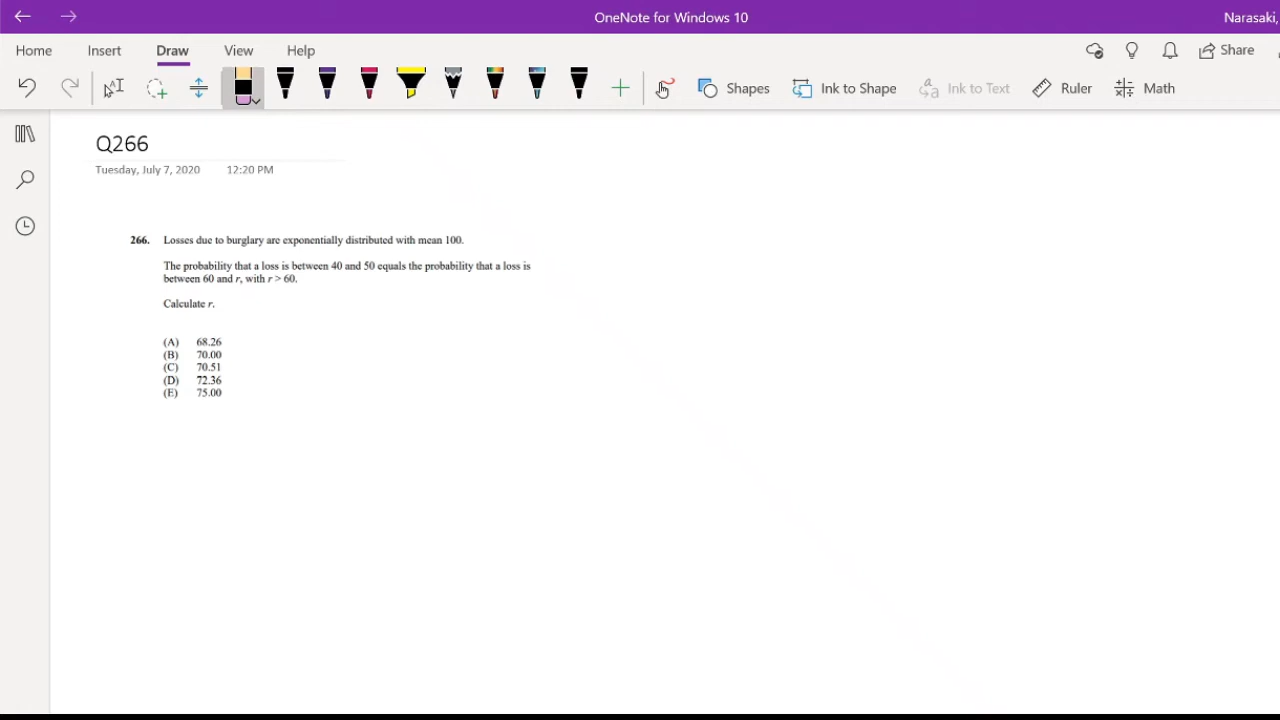 OneNote for Windows 10
Narasaki,
Home Insert Draw View Help
Share
Shapes Ink to Shape Ink to Text Ruler Math
Q266
Tuesday, July 7, 2020 12:20 PM
266. Losses due to burglary are exponentially distributed with mean 100.
The probability that a loss is between 40 and 50 equals the probability that a loss is
between 60 and r, with r > 60.
Calculate r.
(A) 68.26
(B) 70.00
(C) 70.51
(D) 72.36
(E) 75.00